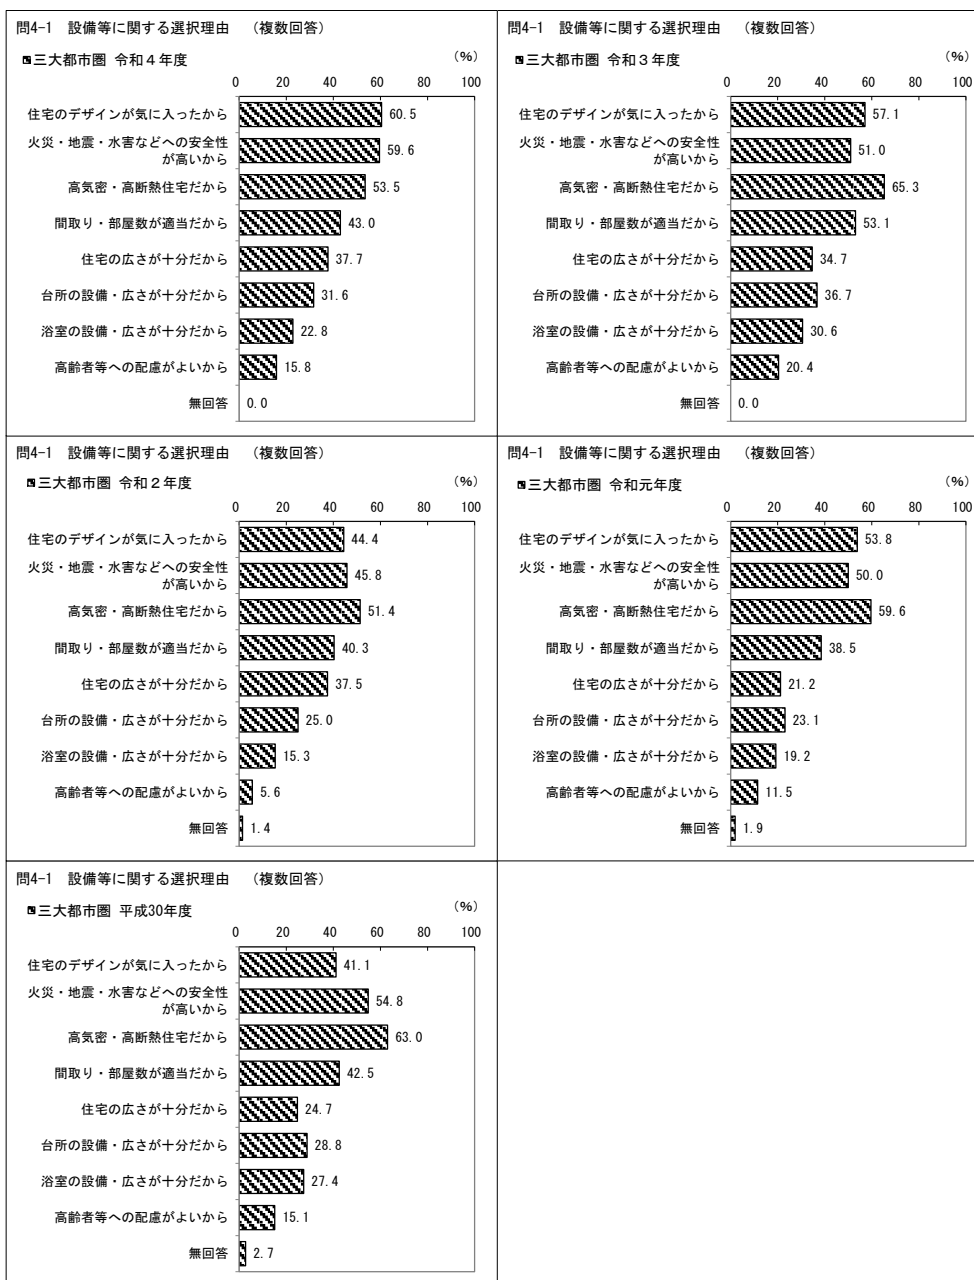 問4-1　設備等に関する選択理由　（複数回答）
三大都市圏 令和４年度
（%）
0 20 40 60 80 100
住宅のデザインが気に入ったから 60.5
火災・地震・水害などへの安全性
が高いから 59.6
高気密・高断熱住宅だから 53.5
間取り・部屋数が適当だから 43.0
住宅の広さが十分だから 37.7
台所の設備・広さが十分だから 31.6
浴室の設備・広さが十分だから 22.8
高齢者等への配慮がよいから 15.8
無回答 0.0
問4-1　設備等に関する選択理由　（複数回答）
三大都市圏 令和３年度
（%）
0 20 40 60 80 100
住宅のデザインが気に入ったから 57.1
火災・地震・水害などへの安全性
が高いから 51.0
高気密・高断熱住宅だから 65.3
間取り・部屋数が適当だから 53.1
住宅の広さが十分だから 34.7
台所の設備・広さが十分だから 36.7
浴室の設備・広さが十分だから 30.6
高齢者等への配慮がよいから 20.4
無回答 0.0
問4-1　設備等に関する選択理由　（複数回答）
三大都市圏 令和２年度
（%）
0 20 40 60 80 100
住宅のデザインが気に入ったから 44.4
火災・地震・水害などへの安全性
が高いから 45.8
高気密・高断熱住宅だから 51.4
間取り・部屋数が適当だから 40.3
住宅の広さが十分だから 37.5
台所の設備・広さが十分だから 25.0
浴室の設備・広さが十分だから 15.3
高齢者等への配慮がよいから 5.6
無回答 1.4
問4-1　設備等に関する選択理由　（複数回答）
三大都市圏 令和元年度
（%）
0 20 40 60 80 100
住宅のデザインが気に入ったから 53.8
火災・地震・水害などへの安全性
が高いから 50.0
高気密・高断熱住宅だから 59.6
間取り・部屋数が適当だから 38.5
住宅の広さが十分だから 21.2
台所の設備・広さが十分だから 23.1
浴室の設備・広さが十分だから 19.2
高齢者等への配慮がよいから 11.5
無回答 1.9
問4-1　設備等に関する選択理由　（複数回答）
三大都市圏 平成30年度
（%）
0 20 40 60 80 100
住宅のデザインが気に入ったから 41.1
火災・地震・水害などへの安全性
が高いから 54.8
高気密・高断熱住宅だから 63.0
間取り・部屋数が適当だから 42.5
住宅の広さが十分だから 24.7
台所の設備・広さが十分だから 28.8
浴室の設備・広さが十分だから 27.4
高齢者等への配慮がよいから 15.1
無回答 2.7